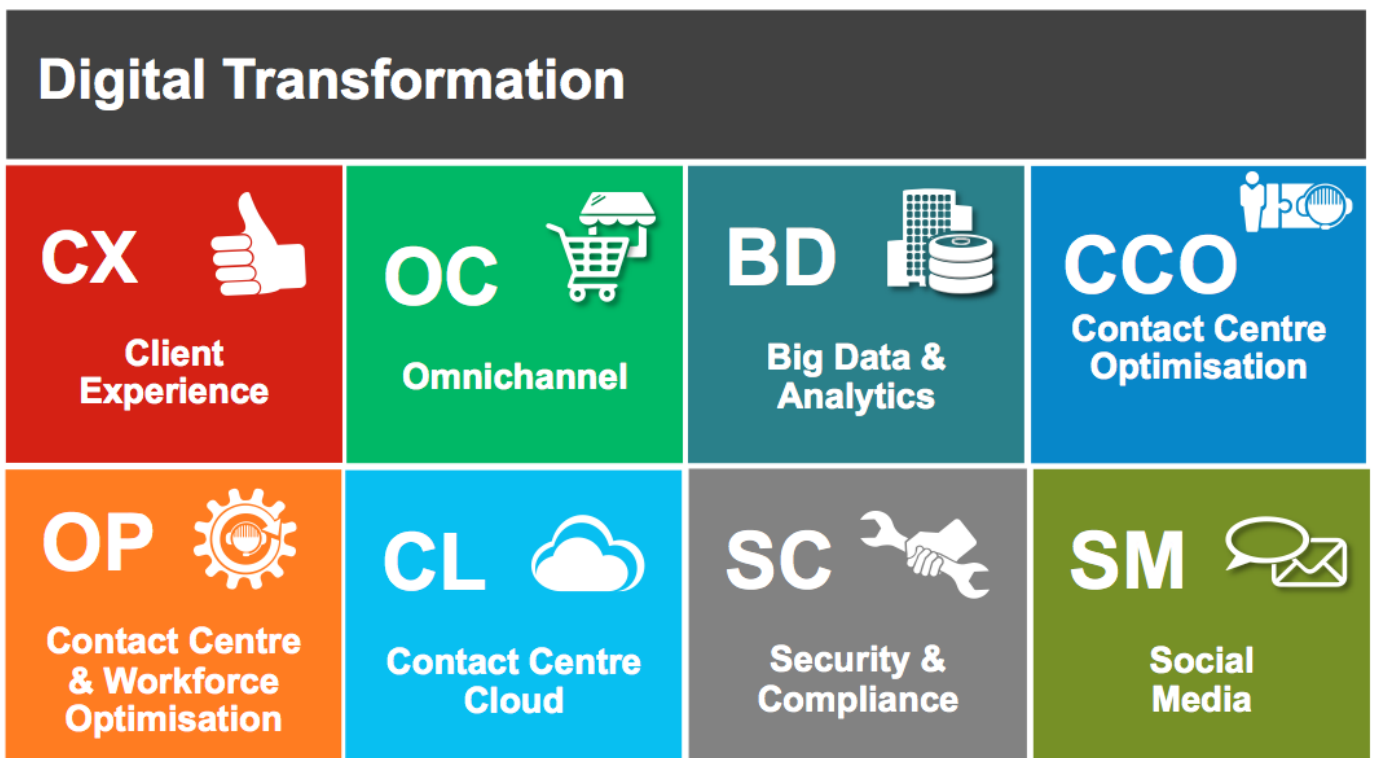 Digital Transformation
CX
Client
Experience
OC
Omnichannel
BD
Big Data &
Analytics
CCO
Contact Centre
Optimisation
OP
Contact Centre
& Workforce
Optimisation
CL
Contact Centre
Cloud
SC
Security &
Compliance
SM
Social
Media